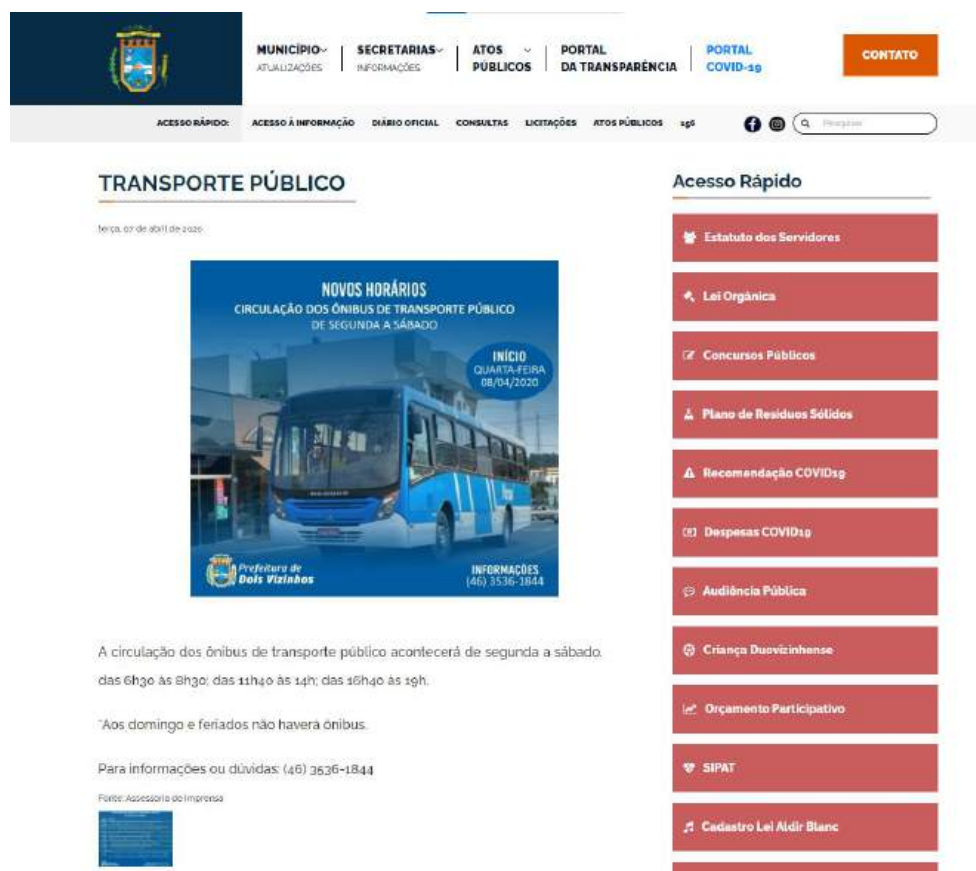 MUNICÍPIO
ATUALIZAÇÕES
SECRETARIAS
INFORMAÇÕES
ATOS
PÚBLICOS
PORTAL
DA TRANSPARÊNCIA
PORTAL
COVID-19
CONTATO
ACESSO RÁPIDO: ACESSO À INFORMAÇÃO DIÁRIO OFICIAL CONSULTAS LICITAÇÕES ATOS PÚBLICOS 156 Pesquisar
TRANSPORTE PÚBLICO
terça, 07 de abril de 2020
NOVOS HORÁRIOS
CIRCULAÇÃO DOS ÔNIBUS DE TRANSPORTE PÚBLICO
DE SEGUNDA A SÁBADO
INÍCIO
QUARTA-FEIRA
08/04/2020
Prefeitura de
Dois Vizinhos
INFORMAÇÕES
(46) 3536-1844
A circulação dos ônibus de transporte público acontecerá de segunda a sábado,
das 6h30 às 8h30; das 11h40 às 14h; das 16h40 às 19h.
*Aos domingo e feriados não haverá ônibus.
Para informações ou dúvidas: (46) 3536-1844
Fonte: Assessoria de Imprensa
Acesso Rápido
Estatuto dos Servidores
Lei Orgânica
Concursos Públicos
Plano de Resíduos Sólidos
Recomendação COVID19
Despesas COVID19
Audiência Pública
Criança Duovizinhense
Orçamento Participativo
SIPAT
Cadastro Lei Aldir Blanc